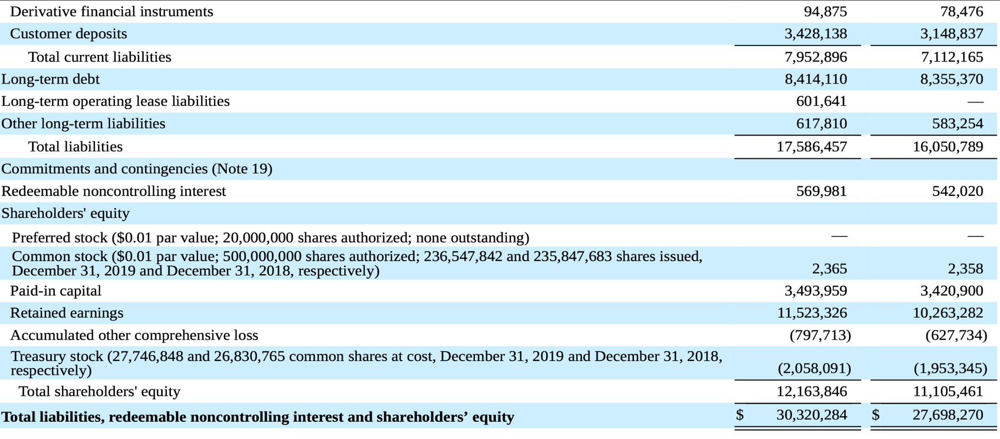 Derivative financial instruments 94,875 78,476
Customer deposits 3,428,138 3,148,837
Total current liabilities 7,952,896 7,112,165
Long-term debt 8,414,110 8,355,370
Long-term operating lease liabilities 601,641 —
Other long-term liabilities 617,810 583,254
Total liabilities 17,586,457 16,050,789
Commitments and contingencies (Note 19)
Redeemable noncontrolling interest 569,981 542,020
Shareholders' equity
Preferred stock ($0.01 par value; 20,000,000 shares authorized; none outstanding) — —
Common stock ($0.01 par value; 500,000,000 shares authorized; 236,547,842 and 235,847,683 shares issued,
December 31, 2019 and December 31, 2018, respectively) 2,365 2,358
Paid-in capital 3,493,959 3,420,900
Retained earnings 11,523,326 10,263,282
Accumulated other comprehensive loss (797,713) (627,734)
Treasury stock (27,746,848 and 26,830,765 common shares at cost, December 31, 2019 and December 31, 2018,
respectively) (2,058,091) (1,953,345)
Total shareholders' equity 12,163,846 11,105,461
Total liabilities, redeemable noncontrolling interest and shareholders’ equity $ 30,320,284 $ 27,698,270